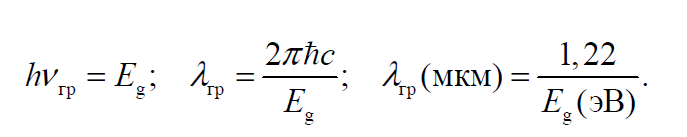 hν_гр = E_g; λ_гр = 2πħc / E_g; λ_гр (мкм) = 1,22 / E_g (эВ).